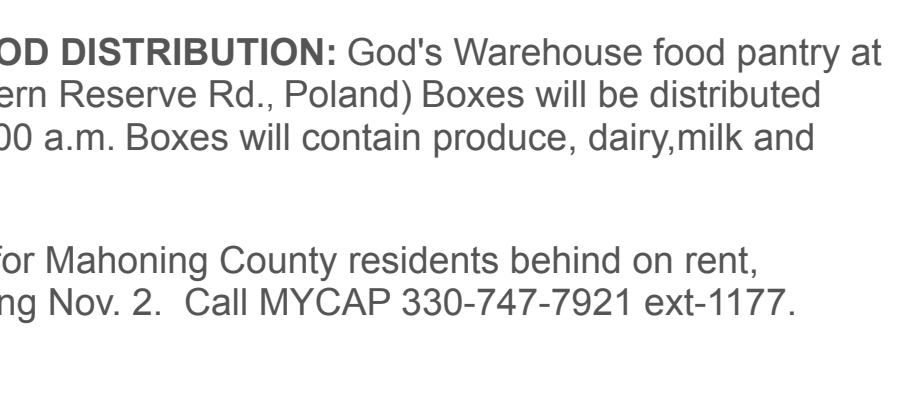 OD DISTRIBUTION: God's Warehouse food pantry at
ern Reserve Rd., Poland) Boxes will be distributed
00 a.m. Boxes will contain produce, dairy,milk and
for Mahoning County residents behind on rent,
ng Nov. 2.  Call MYCAP 330-747-7921 ext-1177.